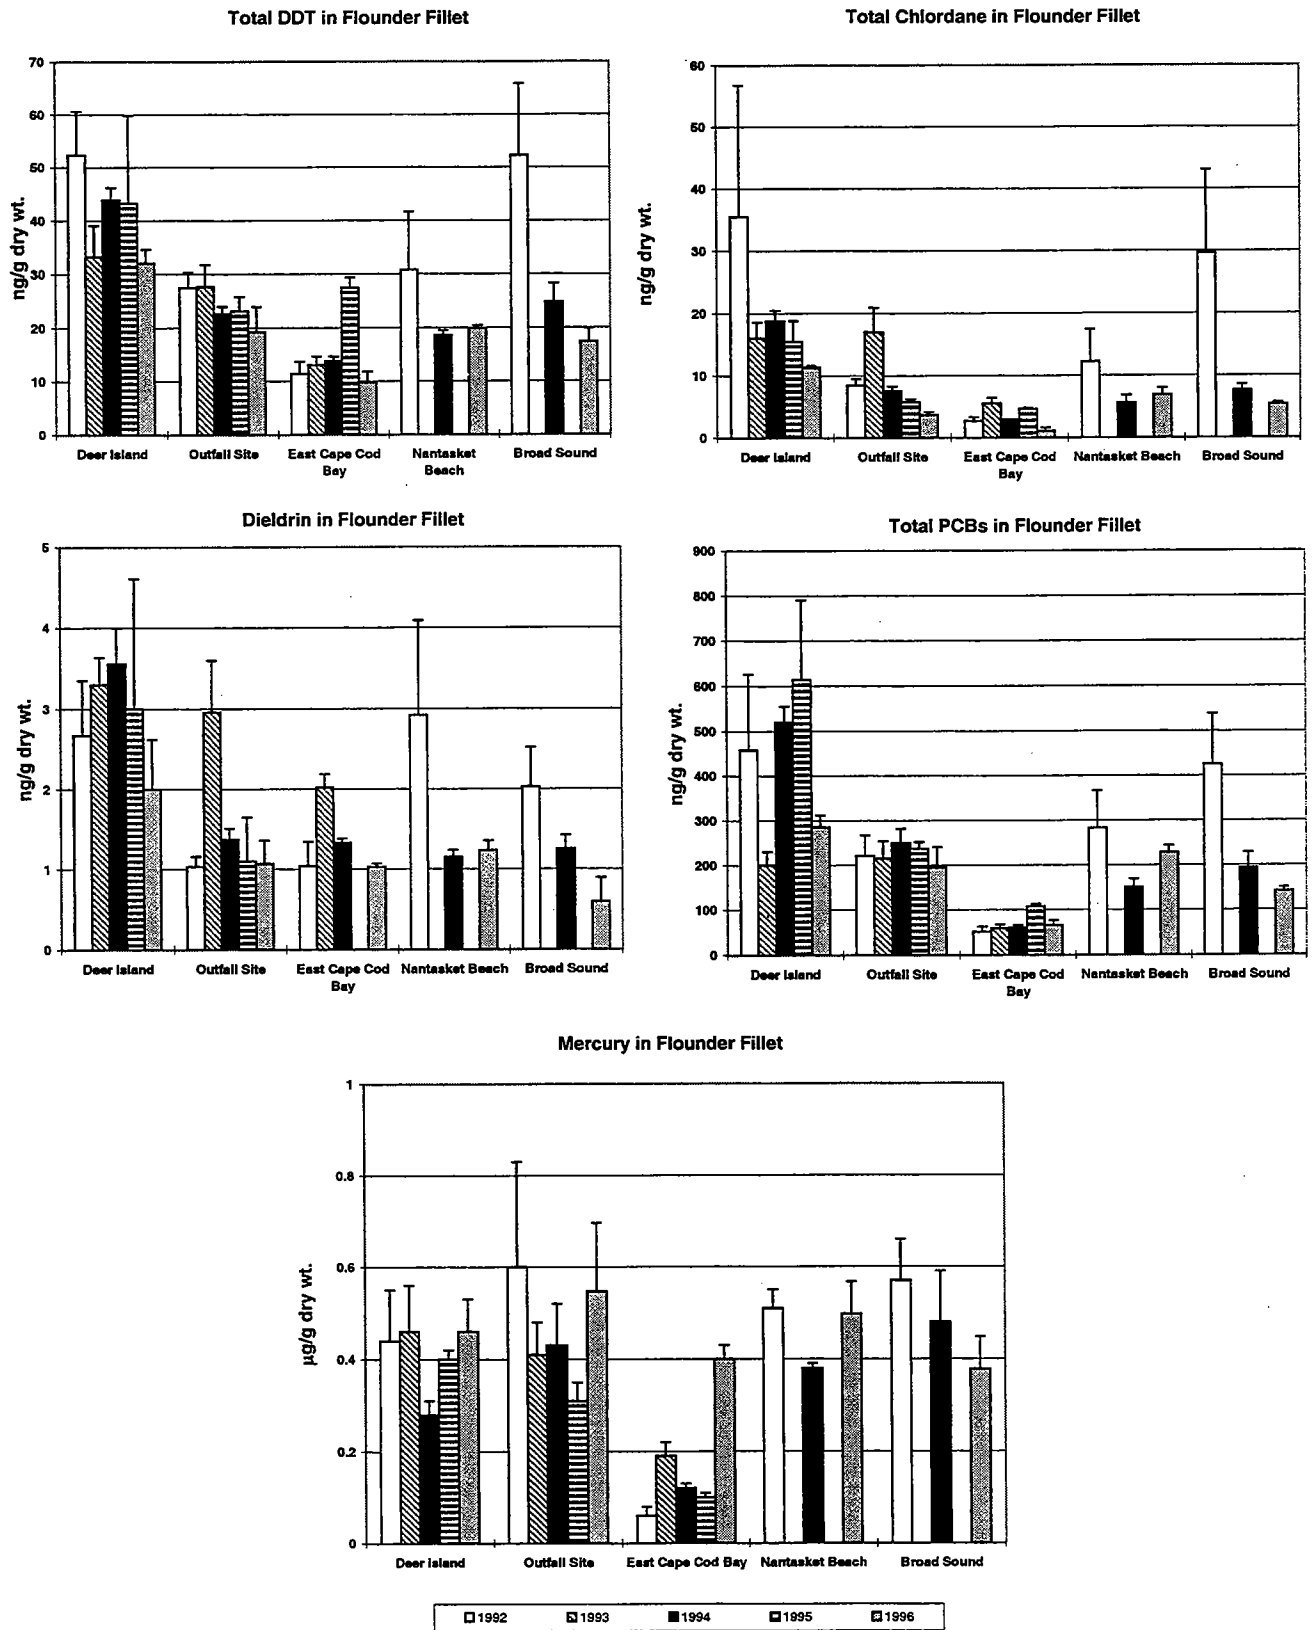 Total DDT in Flounder Fillet
70
60
50
40
30
20
10
0
ng/g dry wt.
Deer Island
Outfall Site
East Cape Cod
Bay
Nantasket
Beach
Broad Sound
Total Chlordane in Flounder Fillet
60
50
40
30
20
10
0
ng/g dry wt.
Deer Island
Outfall Site
East Cape Cod
Bay
Nantasket Beach
Broad Sound
Dieldrin in Flounder Fillet
5
4
3
2
1
0
ng/g dry wt.
Deer Island
Outfall Site
East Cape Cod
Bay
Nantasket Beach
Broad Sound
Total PCBs in Flounder Fillet
900
800
700
600
500
400
300
200
100
0
ng/g dry wt.
Deer Island
Outfall Site
East Cape Cod
Bay
Nantasket Beach
Broad Sound
Mercury in Flounder Fillet
1
0.8
0.6
0.4
0.2
0
µg/g dry wt.
Deer Island
Outfall Site
East Cape Cod Bay
Nantasket Beach
Broad Sound
1992 1993 1994 1995 1996